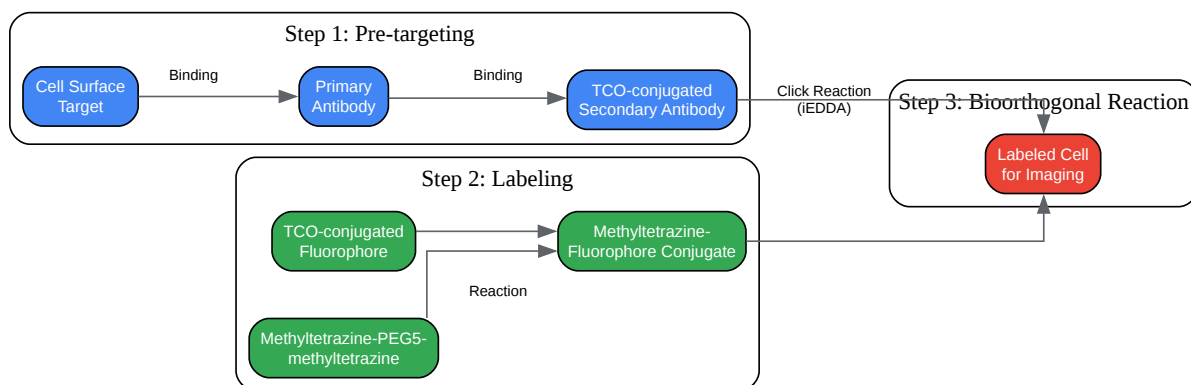 Step 1: Pre-targeting
Cell Surface
Target
Binding
Primary
Antibody
Binding
TCO-conjugated
Secondary Antibody
Click Reaction
(iEDDA)
Step 3: Bioorthogonal Reaction
Labeled Cell
for Imaging
Step 2: Labeling
TCO-conjugated
Fluorophore
Methyltetrazine-
Fluorophore Conjugate
Reaction
Methyltetrazine-PEG5-
methyltetrazine